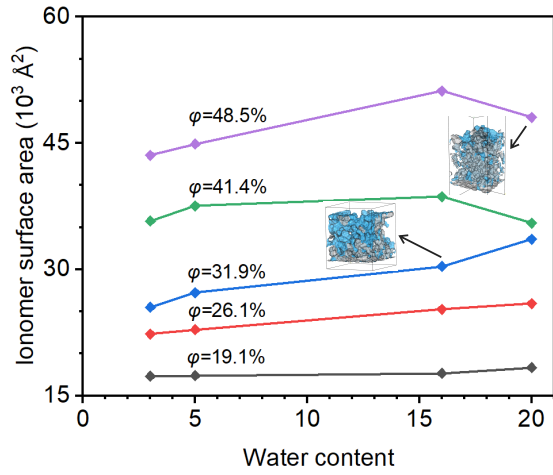 Ionomer surface area (10³ Å²)
60
45
30
15
φ=48.5%
φ=41.4%
φ=31.9%
φ=26.1%
φ=19.1%
0 5 10 15 20
Water content